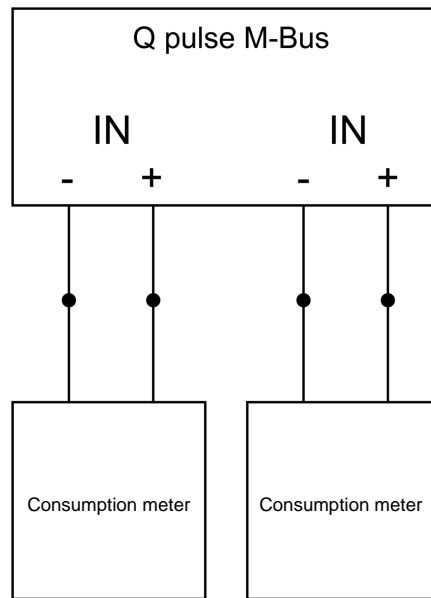 Q pulse M-Bus
IN IN
- + - +
Consumption meter Consumption meter